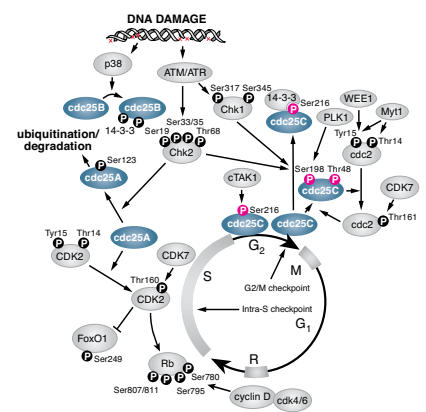 DNA DAMAGE
p38
ATM/ATR
Ser317 Ser345
P P
Chk1
14-3-3
P Ser216
cdc25C
PLK1
WEE1
Myt1
cdc25B
cdc25B
P P
14-3-3
Ser33/35
Ser19 P P P P Thr68
Chk2
Tyr15 P P Thr14
cdc2
ubiquitination/
degradation
P Ser123
cdc25A
cTAK1
Ser198 Thr48
P P
cdc25C
CDK7
P Ser216
cdc25C
cdc25C
P Thr161
cdc2
cdc25A
Tyr15 Thr14
P P
CDK2
CDK7
G2
S
M
Thr160
P
CDK2
G2/M checkpoint
Intra-S checkpoint
G1
FoxO1
P Ser249
Rb
P P P P Ser780
Ser807/811 Ser795
R
cyclin D cdk4/6